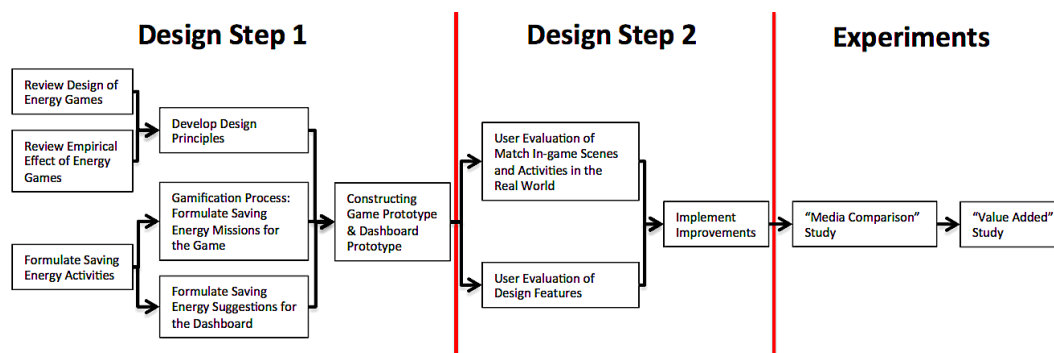 Design Step 1
Design Step 2
Experiments
Review Design of
Energy Games
Review Empirical
Effect of Energy
Games
Formulate Saving
Energy Activities
Develop Design
Principles
Gamification Process:
Formulate Saving
Energy Missions for
the Game
Formulate Saving
Energy Suggestions for
the Dashboard
Constructing
Game Prototype
& Dashboard
Prototype
User Evaluation of
Match In-game Scenes
and Activities in the
Real World
User Evaluation of
Design Features
Implement
Improvements
“Media Comparison”
Study
“Value Added”
Study